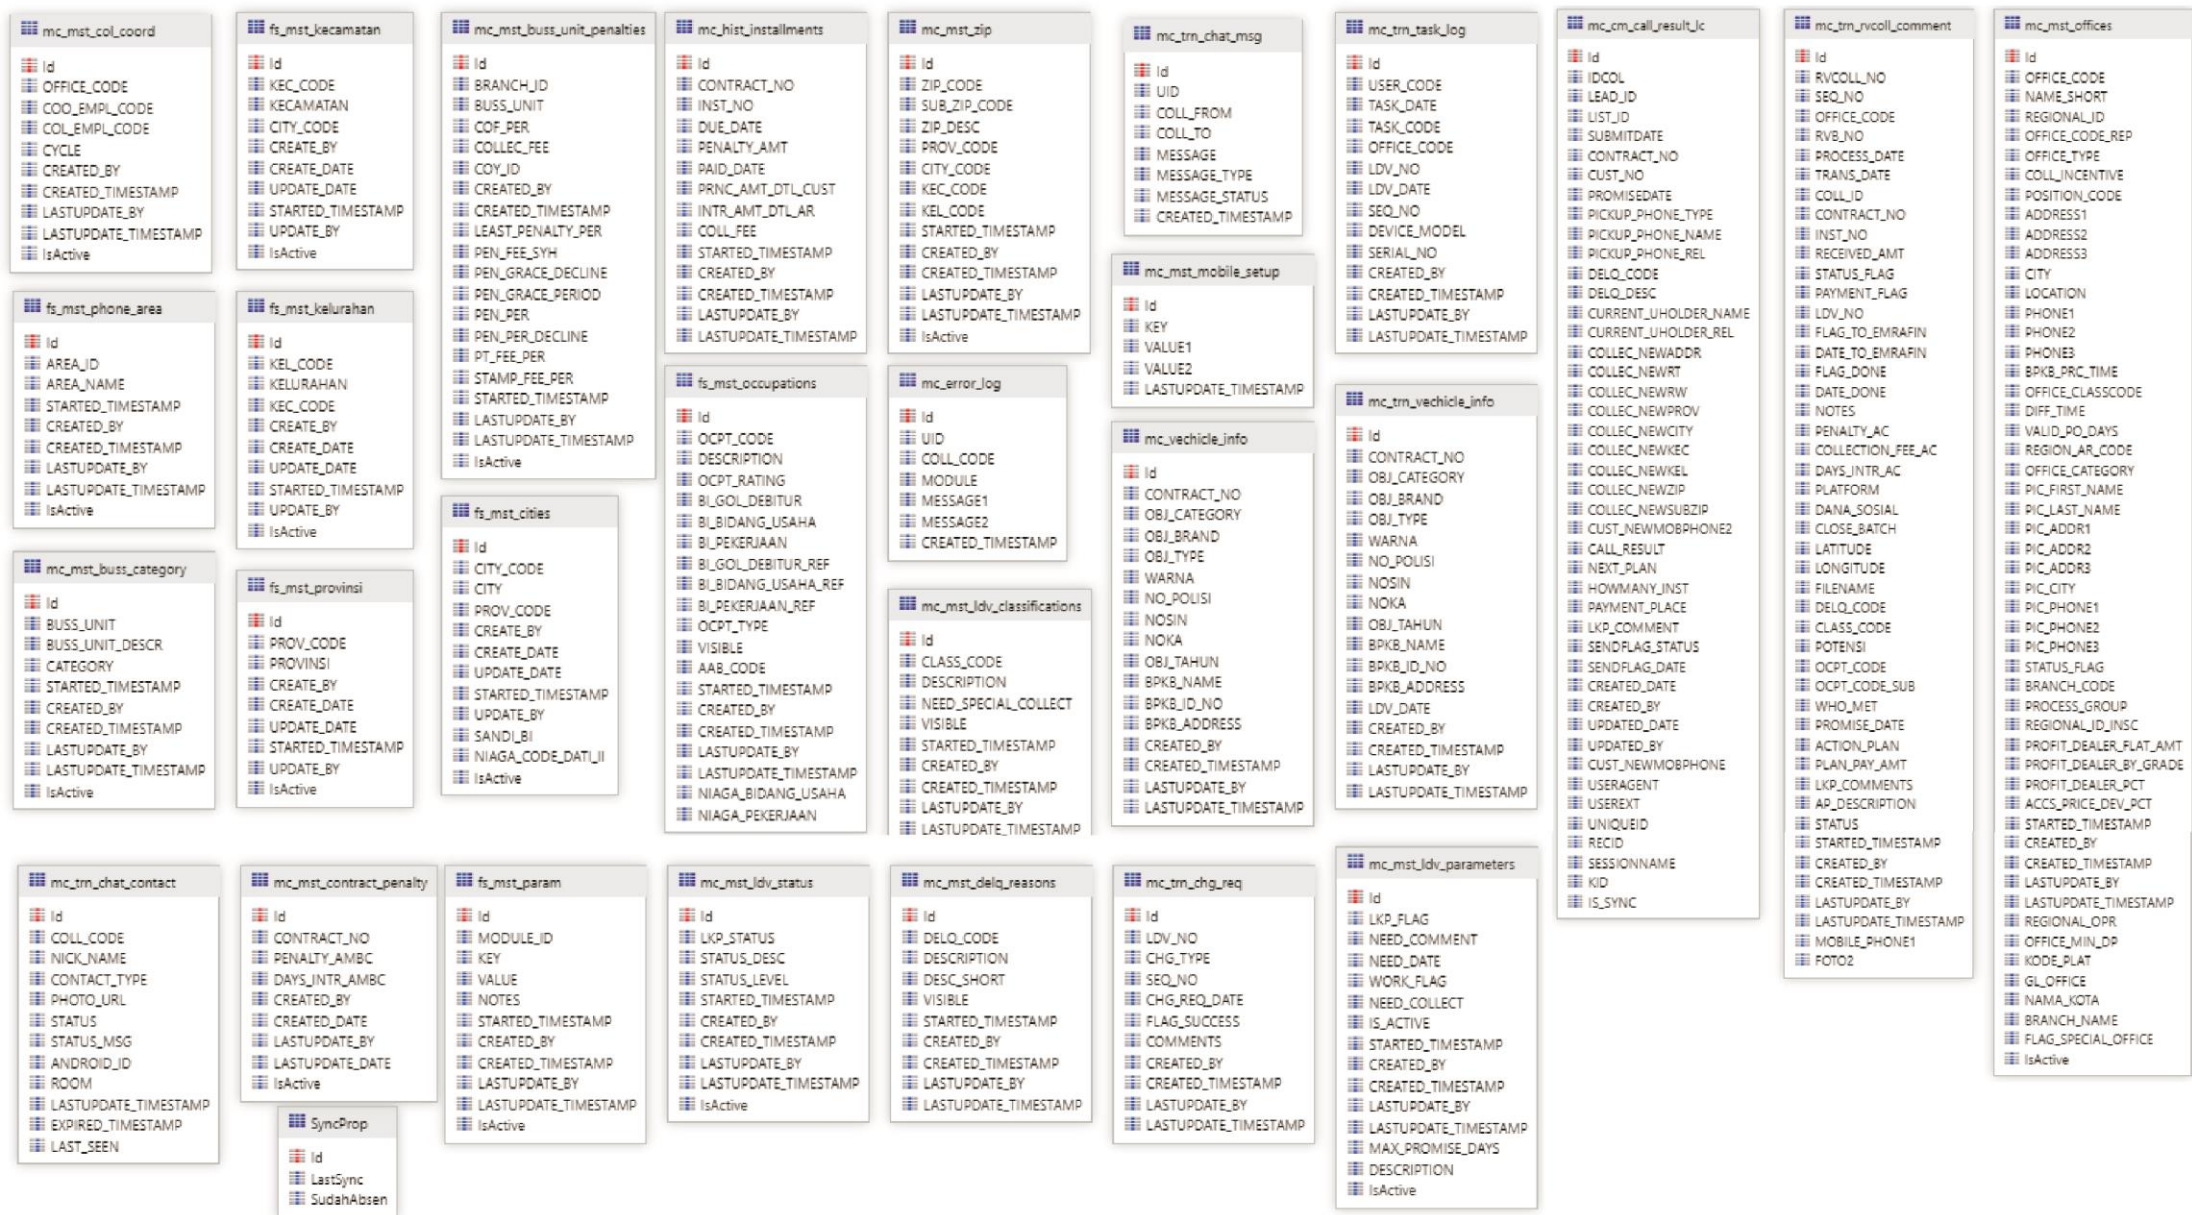 mc_mst_col_coord
Id
OFFICE_CODE
COO_EMPL_CODE
COL_EMPL_CODE
CYCLE
CREATED_BY
CREATED_TIMESTAMP
LASTUPDATE_BY
LASTUPDATE_TIMESTAMP
IsActive
fs_mst_phone_area
Id
AREA_ID
AREA_NAME
STARTED_TIMESTAMP
CREATED_BY
CREATED_TIMESTAMP
LASTUPDATE_BY
LASTUPDATE_TIMESTAMP
IsActive
mc_mst_buss_category
Id
BUSS_UNIT
BUSS_UNIT_DESCR
CATEGORY
STARTED_TIMESTAMP
CREATED_BY
CREATED_TIMESTAMP
LASTUPDATE_BY
LASTUPDATE_TIMESTAMP
IsActive
fs_mst_kecamatan
Id
KEC_CODE
KECAMATAN
CITY_CODE
CREATE_BY
CREATE_DATE
UPDATE_DATE
STARTED_TIMESTAMP
UPDATE_BY
IsActive
fs_mst_kelurahan
Id
KEL_CODE
KELURAHAN
KEC_CODE
CREATE_BY
CREATE_DATE
UPDATE_DATE
STARTED_TIMESTAMP
UPDATE_BY
IsActive
fs_mst_provinsi
Id
PROV_CODE
PROVINSI
CREATE_BY
CREATE_DATE
UPDATE_DATE
STARTED_TIMESTAMP
UPDATE_BY
IsActive
mc_mst_buss_unit_penalties
Id
BRANCH_ID
BUSS_UNIT
COF_PER
COLLEC_FEE
COY_ID
CREATED_BY
CREATED_TIMESTAMP
LEAST_PENALTY_PER
PEN_FEE_SYH
PEN_GRACE_DECLINE
PEN_GRACE_PERIOD
PEN_PER
PEN_PER_DECLINE
PT_FEE_PER
STAMP_FEE_PER
STARTED_TIMESTAMP
LASTUPDATE_BY
LASTUPDATE_TIMESTAMP
IsActive
fs_mst_cities
Id
CITY_CODE
CITY
PROV_CODE
CREATE_BY
CREATE_DATE
UPDATE_DATE
STARTED_TIMESTAMP
UPDATE_BY
SANDI_BI
NIAGA_CODE_DATI_II
IsActive
mc_hist_installments
Id
CONTRACT_NO
INST_NO
DUE_DATE
PENALTY_AMT
PAID_DATE
PRNC_AMT_DTL_CUST
INTR_AMT_DTL_AR
COLL_FEE
STARTED_TIMESTAMP
CREATED_BY
CREATED_TIMESTAMP
LASTUPDATE_BY
LASTUPDATE_TIMESTAMP
fs_mst_occupations
Id
OCPT_CODE
DESCRIPTION
OCPT_RATING
BI_GOL_DEBITUR
BI_BIDANG_USAHA
BI_PEKERJAAN
BI_GOL_DEBITUR_REF
BI_BIDANG_USAHA_REF
BI_PEKERJAAN_REF
OCPT_TYPE
VISIBLE
AAB_CODE
STARTED_TIMESTAMP
CREATED_BY
CREATED_TIMESTAMP
LASTUPDATE_BY
LASTUPDATE_TIMESTAMP
NIAGA_BIDANG_USAHA
NIAGA_PEKERJAAN
mc_mst_zip
Id
ZIP_CODE
SUB_ZIP_CODE
ZIP_DESC
PROV_CODE
CITY_CODE
KEC_CODE
KEL_CODE
STARTED_TIMESTAMP
CREATED_BY
CREATED_TIMESTAMP
LASTUPDATE_BY
LASTUPDATE_TIMESTAMP
IsActive
mc_error_log
Id
UID
COLL_CODE
MODULE
MESSAGE1
MESSAGE2
CREATED_TIMESTAMP
mc_mst_ldv_classifications
Id
CLASS_CODE
DESCRIPTION
NEED_SPECIAL_COLLECT
VISIBLE
STARTED_TIMESTAMP
CREATED_BY
CREATED_TIMESTAMP
LASTUPDATE_BY
LASTUPDATE_TIMESTAMP
mc_trn_chat_msg
Id
UID
COLL_FROM
COLL_TO
MESSAGE
MESSAGE_TYPE
MESSAGE_STATUS
CREATED_TIMESTAMP
mc_mst_mobile_setup
Id
KEY
VALUE1
VALUE2
LASTUPDATE_TIMESTAMP
mc_vechicle_info
Id
CONTRACT_NO
OBJ_CATEGORY
OBJ_BRAND
OBJ_TYPE
WARNA
NO_POLISI
NOSIN
NOKA
OBJ_TAHUN
BPKB_NAME
BPKB_ID_NO
BPKB_ADDRESS
CREATED_BY
CREATED_TIMESTAMP
LASTUPDATE_BY
LASTUPDATE_TIMESTAMP
mc_trn_task_log
Id
USER_CODE
TASK_DATE
TASK_CODE
OFFICE_CODE
LDV_NO
LDV_DATE
SEQ_NO
DEVICE_MODEL
SERIAL_NO
CREATED_BY
CREATED_TIMESTAMP
LASTUPDATE_BY
LASTUPDATE_TIMESTAMP
mc_trn_vechicle_info
Id
CONTRACT_NO
OBJ_CATEGORY
OBJ_BRAND
OBJ_TYPE
WARNA
NO_POLISI
NOSIN
NOKA
OBJ_TAHUN
BPKB_NAME
BPKB_ID_NO
BPKB_ADDRESS
LDV_DATE
CREATED_BY
CREATED_TIMESTAMP
LASTUPDATE_BY
LASTUPDATE_TIMESTAMP
mc_cm_call_result_lc
Id
IDCOL
LEAD_ID
LIST_ID
SUBMITDATE
CONTRACT_NO
CUST_NO
PROMISEDATE
PICKUP_PHONE_TYPE
PICKUP_PHONE_NAME
PICKUP_PHONE_REL
DELQ_CODE
DELQ_DESC
CURRENT_UHOLDER_NAME
CURRENT_UHOLDER_REL
COLLEC_NEWADDR
COLLEC_NEWRT
COLLEC_NEWRW
COLLEC_NEWPROV
COLLEC_NEWCITY
COLLEC_NEWKEC
COLLEC_NEWKEL
COLLEC_NEWZIP
COLLEC_NEWSUBZIP
CUST_NEWMOBPHONE2
CALL_RESULT
NEXT_PLAN
HOWMANY_INST
PAYMENT_PLACE
LKP_COMMENT
SENDFLAG_STATUS
SENDFLAG_DATE
CREATED_DATE
CREATED_BY
UPDATED_DATE
UPDATED_BY
CUST_NEWMOBPHONE
USERAGENT
USEREXT
UNIQUEID
RECID
SESSIONNAME
KID
IS_SYNC
mc_trn_rvcoll_comment
Id
RVCOLL_NO
SEQ_NO
OFFICE_CODE
RVB_NO
PROCESS_DATE
TRANS_DATE
COLL_ID
CONTRACT_NO
INST_NO
RECEIVED_AMT
STATUS_FLAG
PAYMENT_FLAG
LDV_NO
FLAG_TO_EMRAFIN
DATE_TO_EMRAFIN
FLAG_DONE
DATE_DONE
NOTES
PENALTY_AC
COLLECTION_FEE_AC
DAYS_INTR_AC
PLATFORM
DANA_SOSIAL
CLOSE_BATCH
LATITUDE
LONGITUDE
FILENAME
DELQ_CODE
CLASS_CODE
POTENSI
OCPT_CODE
OCPT_CODE_SUB
WHO_MET
PROMISE_DATE
ACTION_PLAN
PLAN_PAY_AMT
LKP_COMMENTS
AP_DESCRIPTION
STATUS
STARTED_TIMESTAMP
CREATED_BY
CREATED_TIMESTAMP
LASTUPDATE_BY
LASTUPDATE_TIMESTAMP
MOBILE_PHONE1
FOTO2
mc_mst_offices
Id
OFFICE_CODE
NAME_SHORT
REGIONAL_ID
OFFICE_CODE_REP
OFFICE_TYPE
COLL_INCENTIVE
POSITION_CODE
ADDRESS1
ADDRESS2
ADDRESS3
CITY
LOCATION
PHONE1
PHONE2
PHONE3
BPKB_PRC_TIME
OFFICE_CLASSCODE
DIFF_TIME
VALID_PO_DAYS
REGION_AR_CODE
OFFICE_CATEGORY
PIC_FIRST_NAME
PIC_LAST_NAME
PIC_ADDR1
PIC_ADDR2
PIC_ADDR3
PIC_CITY
PIC_PHONE1
PIC_PHONE2
PIC_PHONE3
STATUS_FLAG
BRANCH_CODE
PROCESS_GROUP
REGIONAL_ID_INSC
PROFIT_DEALER_FLAT_AMT
PROFIT_DEALER_BY_GRADE
PROFIT_DEALER_PCT
ACCS_PRICE_DEV_PCT
STARTED_TIMESTAMP
CREATED_BY
CREATED_TIMESTAMP
LASTUPDATE_BY
LASTUPDATE_TIMESTAMP
REGIONAL_OPR
OFFICE_MIN_DP
KODE_PLAT
GL_OFFICE
NAMA_KOTA
BRANCH_NAME
FLAG_SPECIAL_OFFICE
IsActive
mc_trn_chat_contact
Id
COLL_CODE
NICK_NAME
CONTACT_TYPE
PHOTO_URL
STATUS
STATUS_MSG
ANDROID_ID
ROOM
LASTUPDATE_TIMESTAMP
EXPIRED_TIMESTAMP
LAST_SEEN
mc_mst_contract_penalty
Id
CONTRACT_NO
PENALTY_AMBC
DAYS_INTR_AMBC
CREATED_BY
CREATED_DATE
LASTUPDATE_BY
LASTUPDATE_DATE
IsActive
SyncProp
Id
LastSync
SudahAbsen
fs_mst_param
Id
MODULE_ID
KEY
VALUE
NOTES
STARTED_TIMESTAMP
CREATED_BY
CREATED_TIMESTAMP
LASTUPDATE_BY
LASTUPDATE_TIMESTAMP
IsActive
mc_mst_ldv_status
Id
LKP_STATUS
STATUS_DESC
STATUS_LEVEL
STARTED_TIMESTAMP
CREATED_BY
CREATED_TIMESTAMP
LASTUPDATE_BY
LASTUPDATE_TIMESTAMP
IsActive
mc_mst_delq_reasons
Id
DELQ_CODE
DESCRIPTION
DESC_SHORT
VISIBLE
STARTED_TIMESTAMP
CREATED_BY
CREATED_TIMESTAMP
LASTUPDATE_BY
LASTUPDATE_TIMESTAMP
mc_trn_chg_req
Id
LDV_NO
CHG_TYPE
SEQ_NO
CHG_REQ_DATE
FLAG_SUCCESS
COMMENTS
CREATED_BY
CREATED_TIMESTAMP
LASTUPDATE_BY
LASTUPDATE_TIMESTAMP
mc_mst_ldv_parameters
Id
LKP_FLAG
NEED_COMMENT
NEED_DATE
WORK_FLAG
NEED_COLLECT
IS_ACTIVE
STARTED_TIMESTAMP
CREATED_BY
CREATED_TIMESTAMP
LASTUPDATE_BY
LASTUPDATE_TIMESTAMP
MAX_PROMISE_DAYS
DESCRIPTION
IsActive